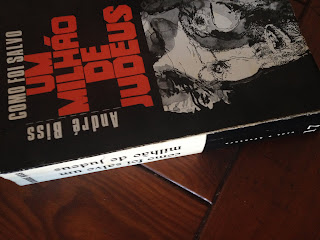 COMO FOI SALVO
UM
MILHÃO
DE
JUDEUS
André Biss
como foi salvo um
milhão de judeus